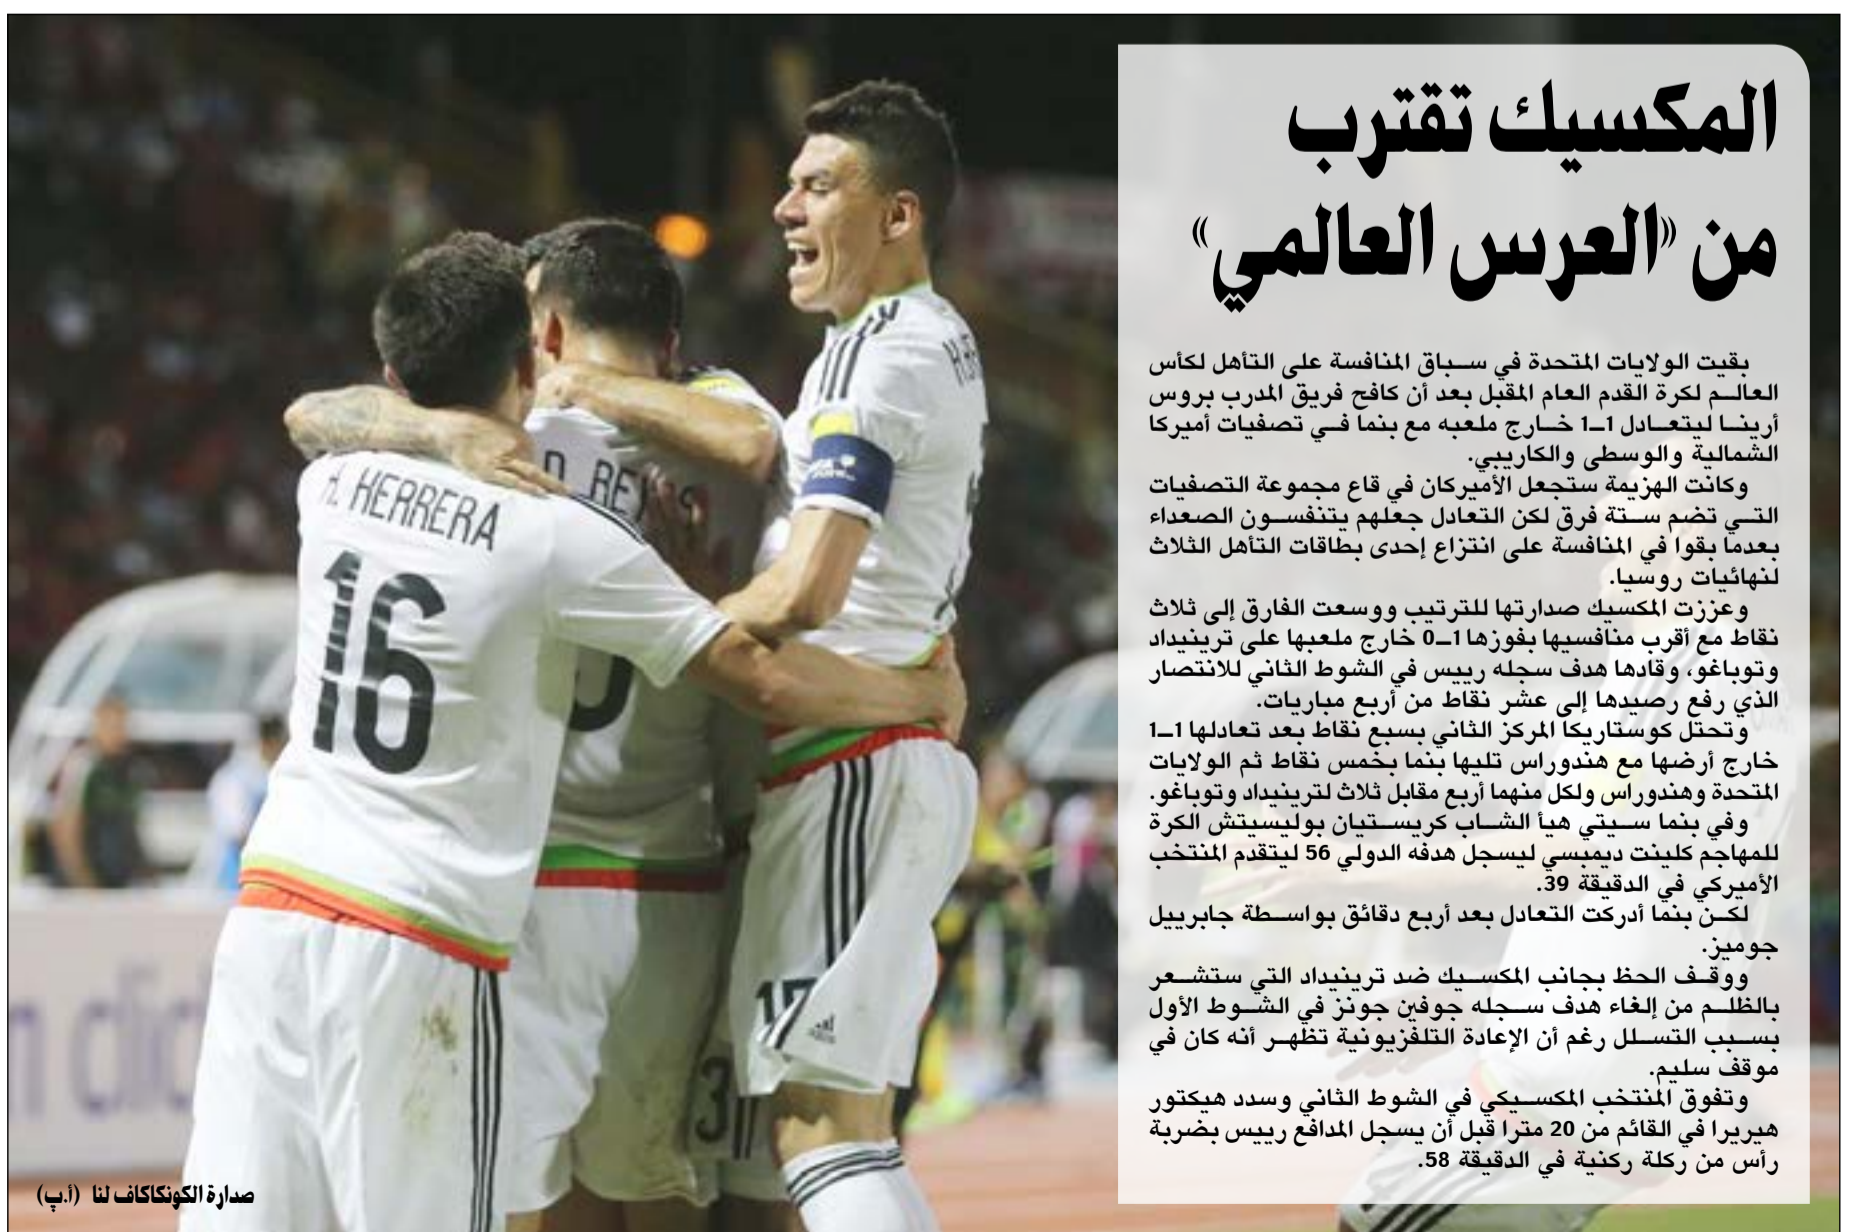 المكسيك تقترب
من «العرس العالمي»
بقيت الولايات المتحدة في سباق المنافسة على التأهل لكأس
العالم لكرة القدم العام المقبل بعد أن كافح فريق المدرب بروس
أرينا ليتعادل 1ـ1 خارج ملعبه مع بنما في تصفيات أميركا
الشمالية والوسطى والكاريبي.
وكانت الهزيمة ستجعل الأميركان في قاع مجموعة التصفيات
التي تضم ستة فرق لكن التعادل جعلهم يتنفسون الصعداء
بعدما بقوا في المنافسة على انتزاع إحدى بطاقات التأهل الثلاث
لنهائيات روسيا.
وعززت المكسيك صدارتها للترتيب ووسعت الفارق إلى ثلاث
نقاط مع أقرب منافسيها بفوزها 1ـ0 خارج ملعبها على ترينيداد
وتوباغو، وقادها هدف سجله رييس في الشوط الثاني للانتصار
الذي رفع رصيدها إلى عشر نقاط من أربع مباريات.
وتحتل كوستاريكا المركز الثاني بسبع نقاط بعد تعادلها 1ـ1
خارج أرضها مع هندوراس تليها بنما بخمس نقاط ثم الولايات
المتحدة وهندوراس ولكل منهما أربع مقابل ثلاث لترينيداد وتوباغو.
وفي بنما سيتي هيأ الشاب كريستيان بوليسيتش الكرة
للمهاجم كلينت ديمبسي ليسجل هدفه الدولي 56 ليتقدم المنتخب
الأميركي في الدقيقة 39.
لكن بنما أدركت التعادل بعد أربع دقائق بواسطة جابرييل
جوميز.
ووقف الحظ بجانب المكسيك ضد ترينيداد التي ستشعر
بالظلم من إلغاء هدف سجله جوفين جونز في الشوط الأول
بسبب التسلل رغم أن الإعادة التلفزيونية تظهر أنه كان في
موقف سليم.
وتفوق المنتخب المكسيكي في الشوط الثاني وسدد هيكتور
هيريرا في القائم من 20 مترا قبل أن يسجل المدافع رييس بضربة
رأس من ركلة ركنية في الدقيقة 58.
H. HERRERA
16
D. REYES
17
3
صدارة الكونكاكاف لنا (أ.ب)